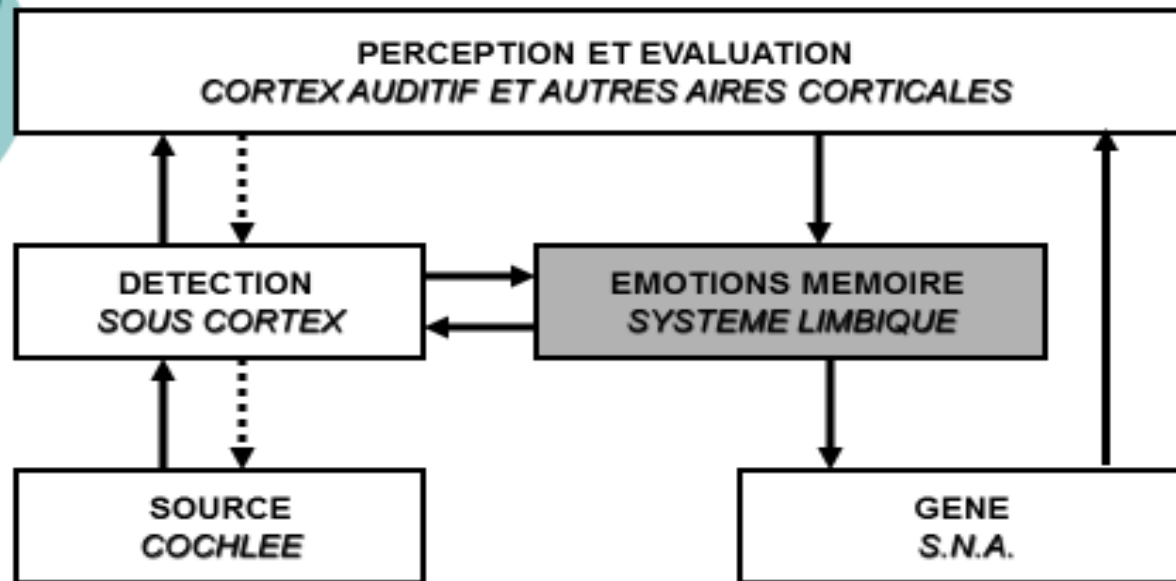 PERCEPTION ET EVALUATION
CORTEX AUDITIF ET AUTRES AIRES CORTICALES
DETECTION
SOUS CORTEX
EMOTIONS MEMOIRE
SYSTEME LIMBIQUE
SOURCE
COCHLEE
GENE
S.N.A.